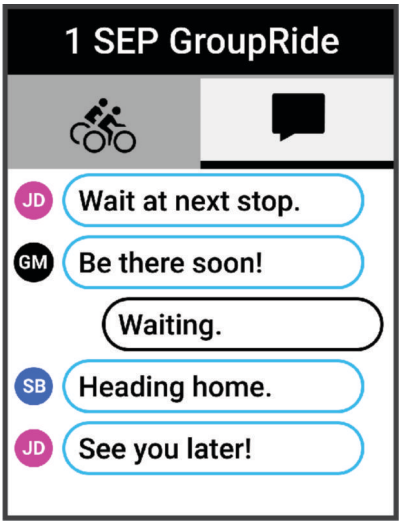 1 SEP GroupRide
JD Wait at next stop.
GM Be there soon!
Waiting.
SB Heading home.
JD See you later!